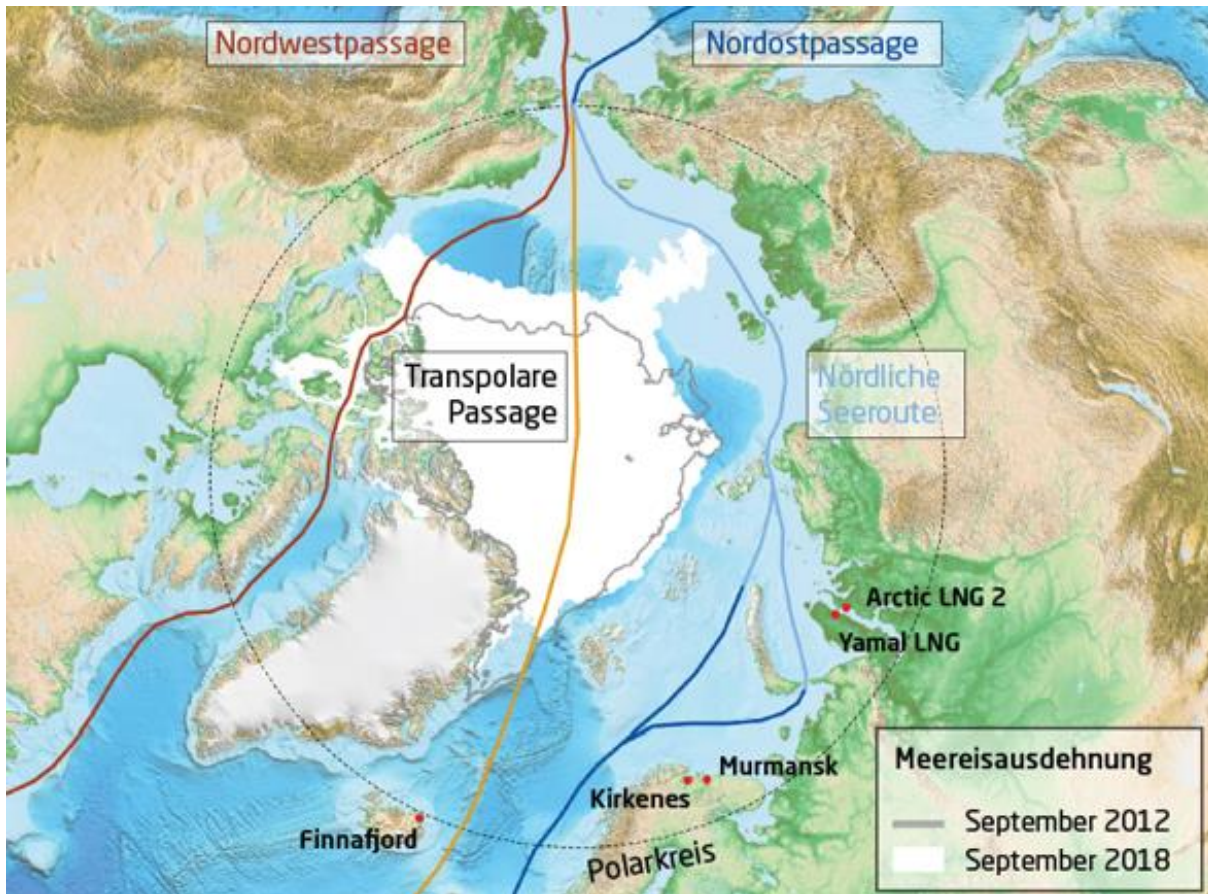 Nordwestpassage
Nordostpassage
Transpolare
Passage
Nördliche
Seeroute
Arctic LNG 2
Yamal LNG
Murmansk
Kirkenes
Finnafjord
Polarkreis
Meereisausdehnung
September 2012
September 2018